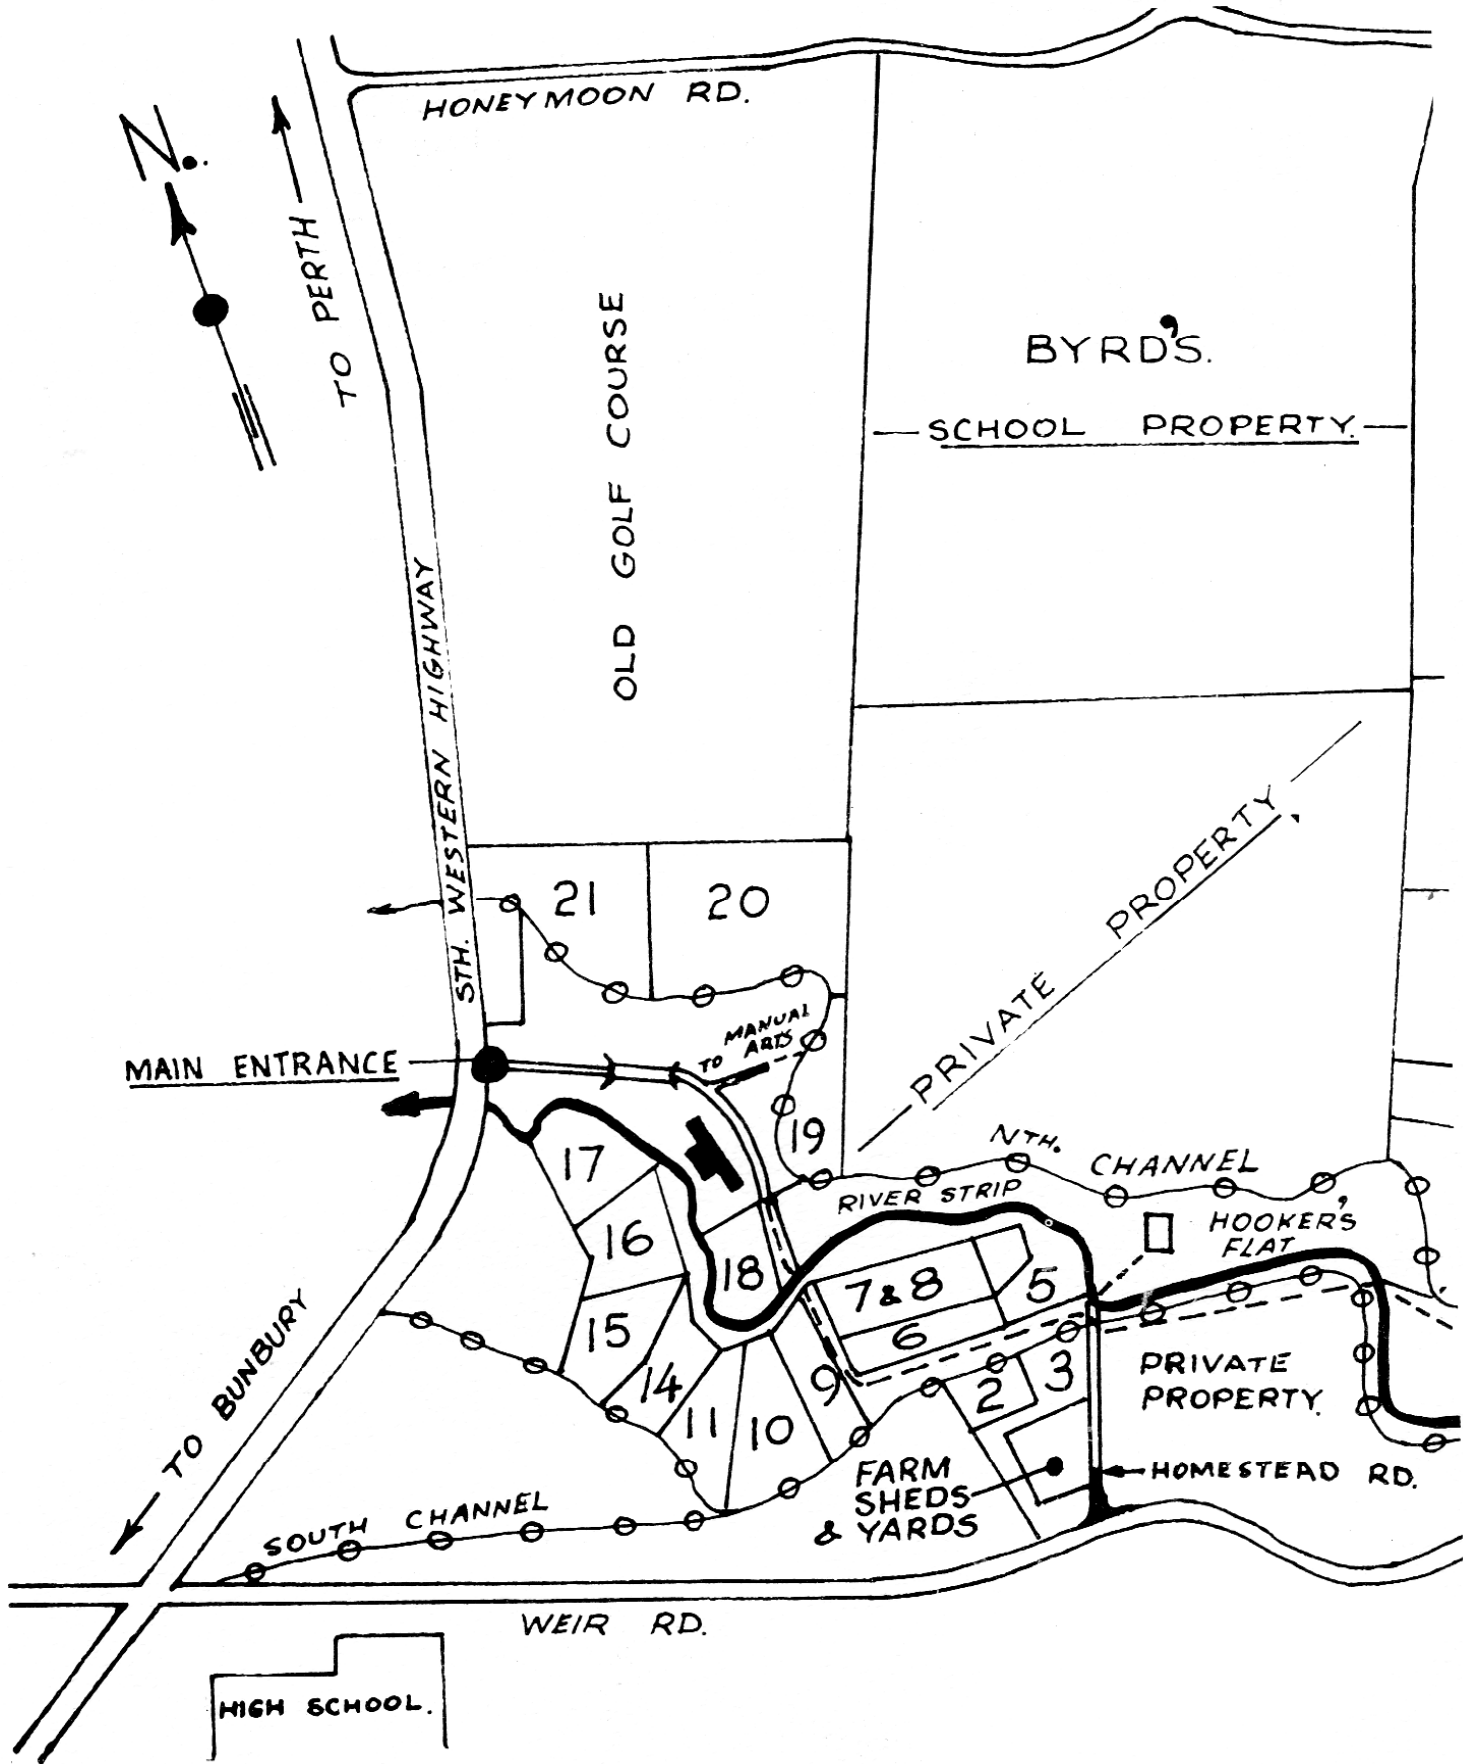 HONEYMOON RD.
N.
TO PERTH
BYRD'S.
SCHOOL PROPERTY.
OLD GOLF COURSE
STH. WESTERN HIGHWAY
PRIVATE PROPERTY
21
20
TO MANUAL
ARTS
MAIN ENTRANCE
19
17
NTH. CHANNEL
RIVER STRIP
HOOKER'S
FLAT
16
18
7 & 8
5
6
15
14
9
2
3
PRIVATE
PROPERTY.
11
10
TO BUNBURY
FARM
SHEDS
& YARDS
HOMESTEAD RD.
SOUTH CHANNEL
WEIR RD.
HIGH SCHOOL.